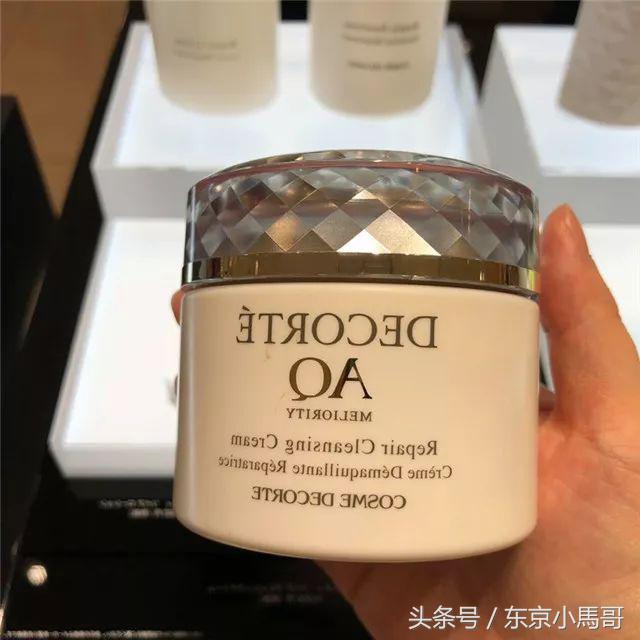 DECORTÉ
AQ
MELIORITY
Repair Cleansing Cream
Crème Démaquillante Réparatrice
COSME DECORTE
头条号 / 东京小馬哥